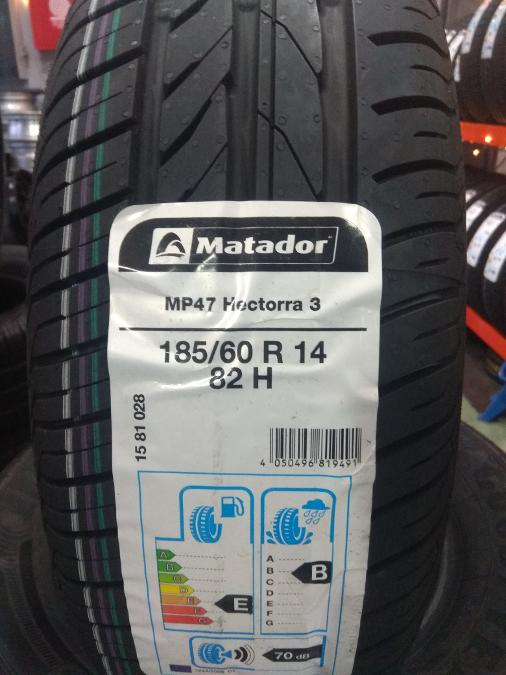 Matador
MP47 Hectorra 3
185/60 R 14
82 H
15 81 028
4 050496 819491
A
B
C
D
E
F
G
E
A
B
C
D
E
F
G
B
70 dB